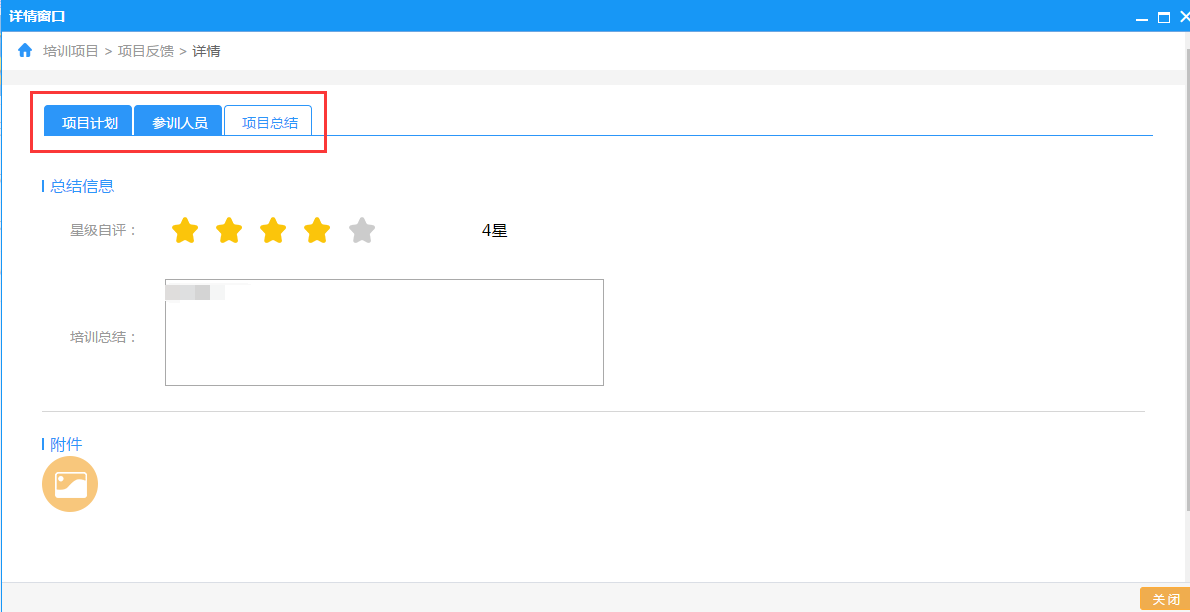 详情窗口
培训项目 > 项目反馈 > 详情
项目计划 参训人员 项目总结
总结信息
星级自评： 4星
培训总结：
附件
关闭